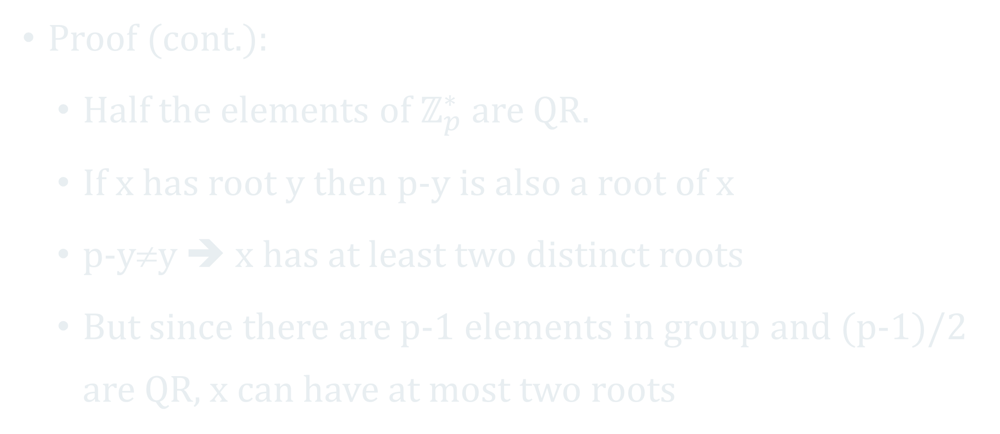 • Proof (cont.):
• Half the elements of ℤ*ₚ are QR.
• If x has root y then p-y is also a root of x
• p-y≠y ➔ x has at least two distinct roots
• But since there are p-1 elements in group and (p-1)/2
are QR, x can have at most two roots